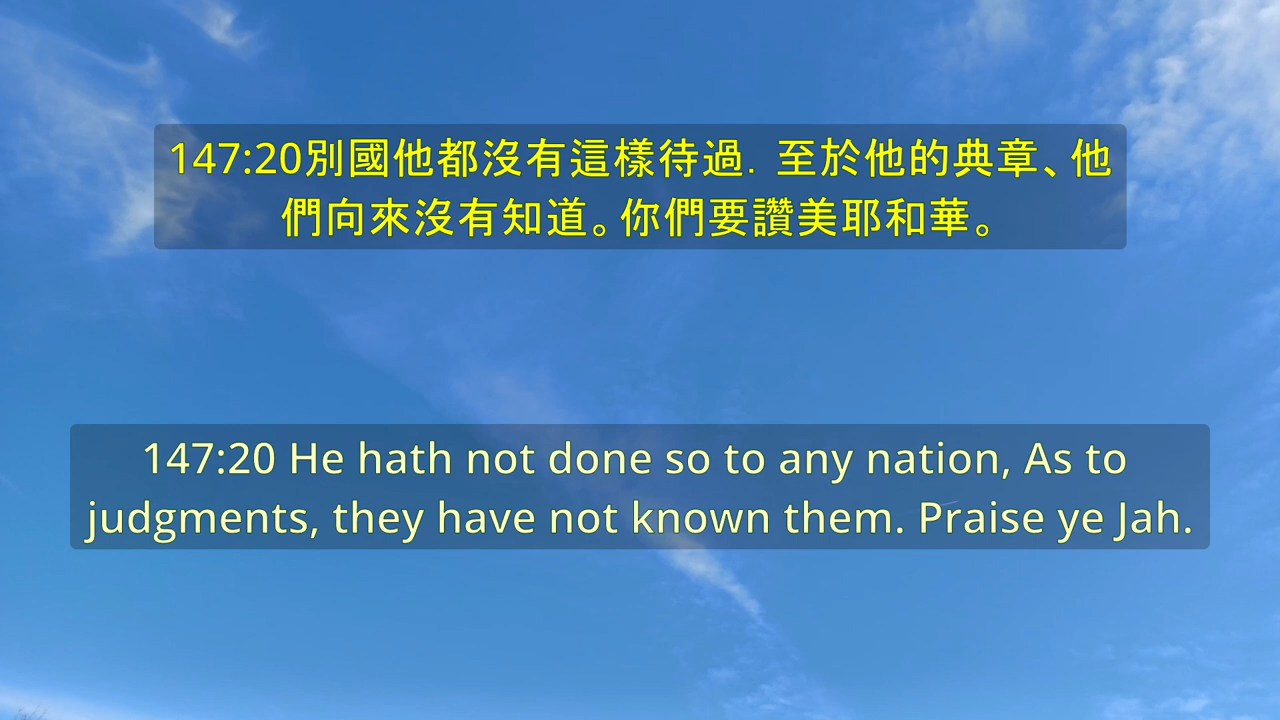 147:20別國他都沒有這樣待過．至於他的典章、他
們向來沒有知道。你們要讚美耶和華。
147:20 He hath not done so to any nation, As to
judgments, they have not known them. Praise ye Jah.